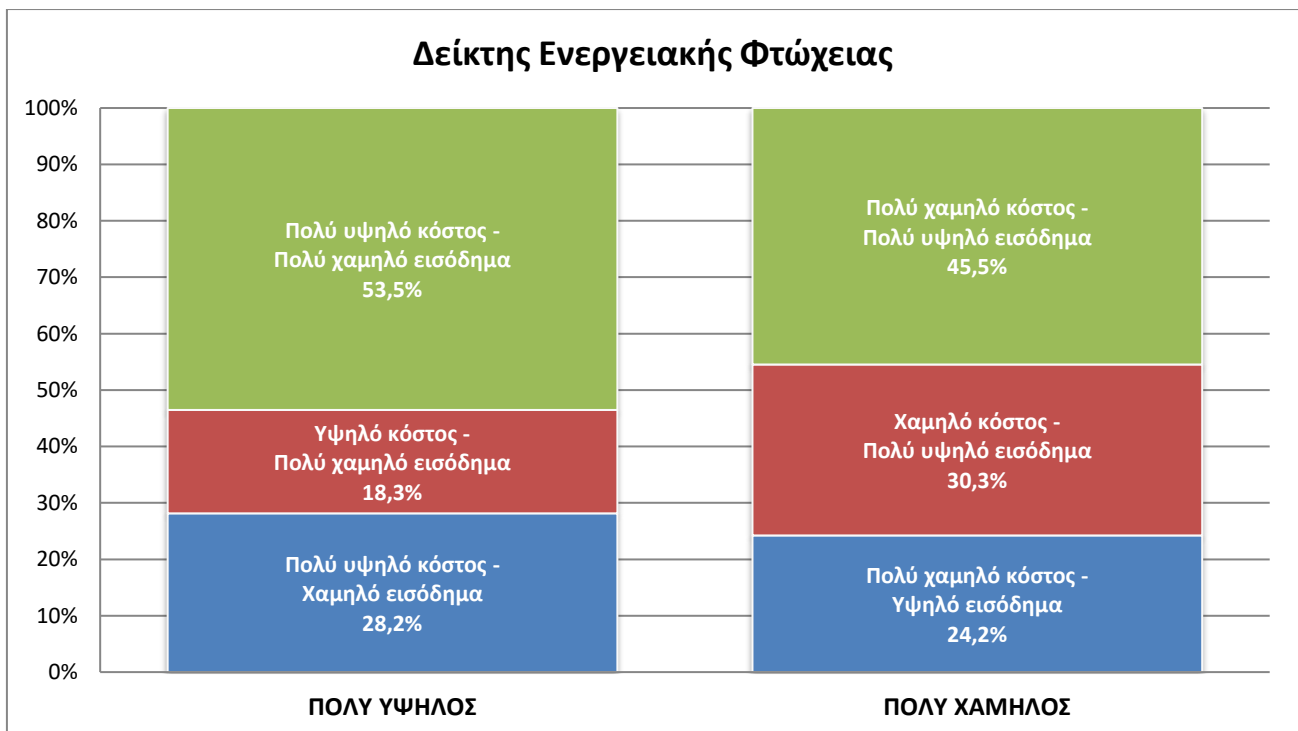 Δείκτης Ενεργειακής Φτώχειας
100%
90%
80%
70%
60%
50%
40%
30%
20%
10%
0%
Πολύ υψηλό κόστος -
Πολύ χαμηλό εισόδημα
53,5%
Υψηλό κόστος -
Πολύ χαμηλό εισόδημα
18,3%
Πολύ υψηλό κόστος -
Χαμηλό εισόδημα
28,2%
Πολύ χαμηλό κόστος -
Πολύ υψηλό εισόδημα
45,5%
Χαμηλό κόστος -
Πολύ υψηλό εισόδημα
30,3%
Πολύ χαμηλό κόστος -
Υψηλό εισόδημα
24,2%
ΠΟΛΥ ΥΨΗΛΟΣ
ΠΟΛΥ ΧΑΜΗΛΟΣ